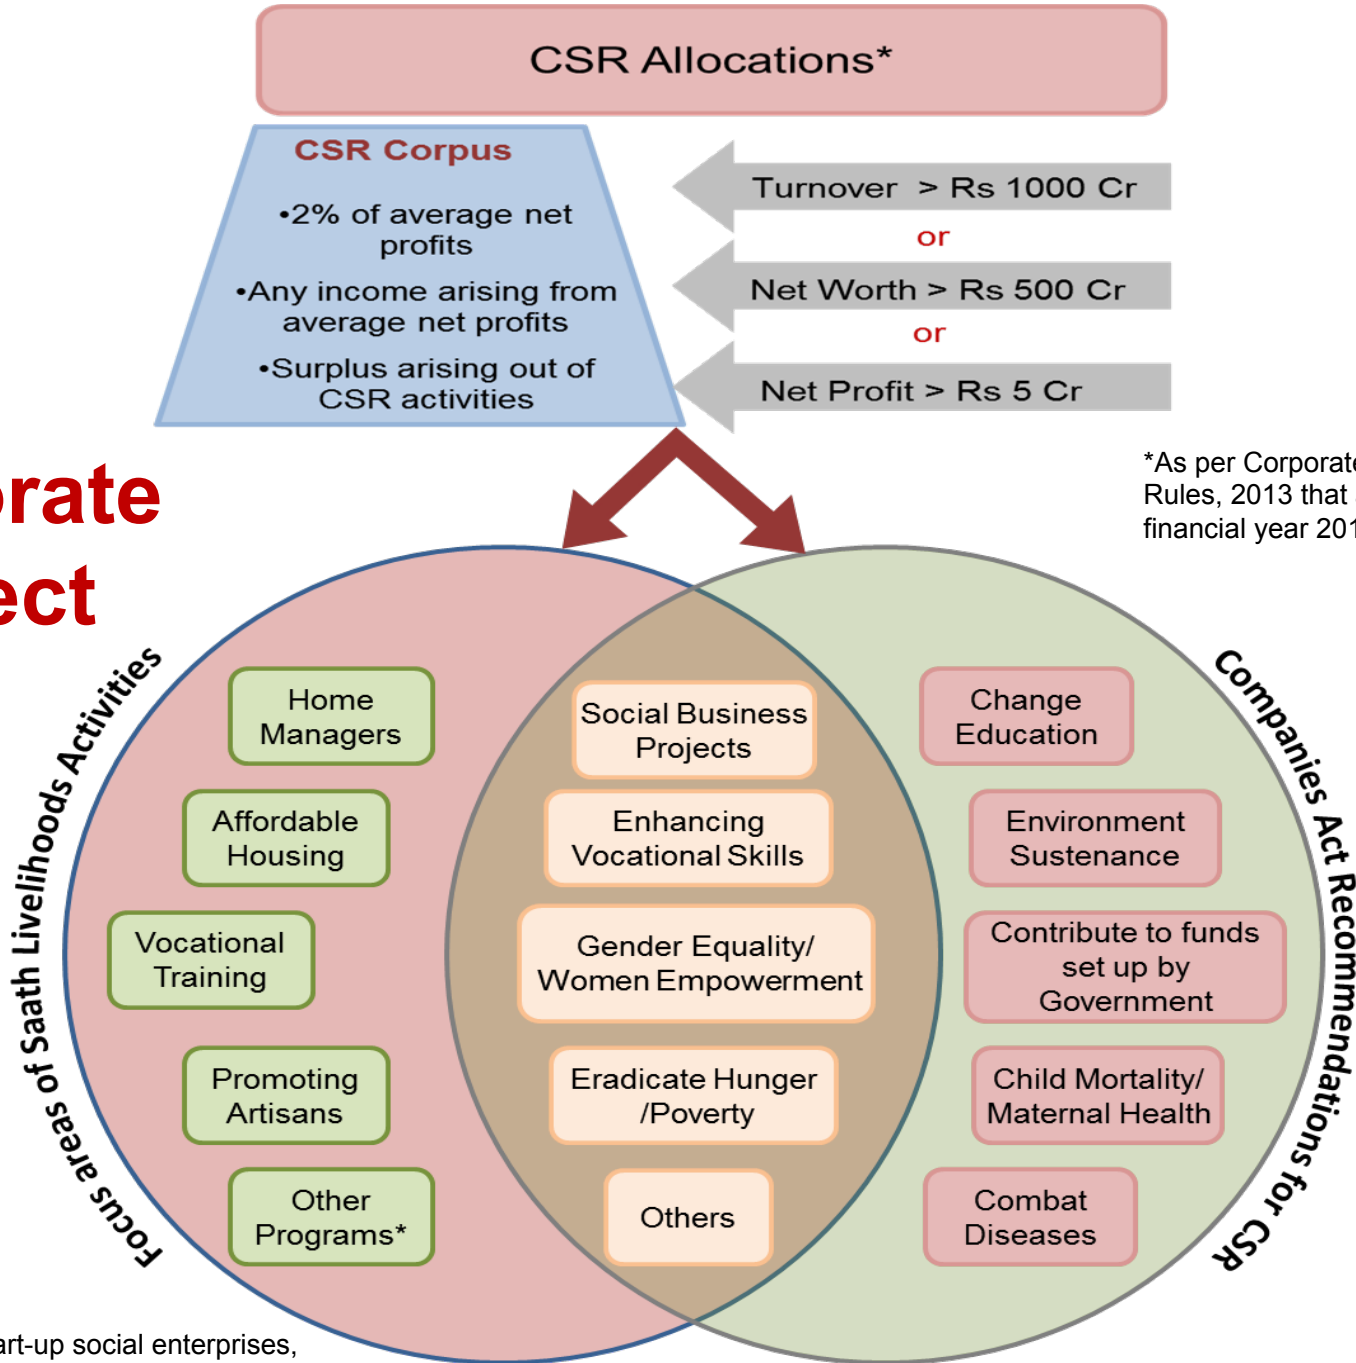 CSR Allocations*
CSR Corpus
•2% of average net
profits
•Any income arising from
average net profits
•Surplus arising out of
CSR activities
Turnover > Rs 1000 Cr
or
Net Worth > Rs 500 Cr
or
Net Profit > Rs 5 Cr
*As per Corporate
Rules, 2013 that
financial year 201
orate
ect
Focus areas of Saath Livelihoods Activities
Home
Managers
Affordable
Housing
Vocational
Training
Promoting
Artisans
Other
Programs*
Social Business
Projects
Enhancing
Vocational Skills
Gender Equality/
Women Empowerment
Eradicate Hunger
/Poverty
Others
Change
Education
Environment
Sustenance
Contribute to funds
set up by
Government
Child Mortality/
Maternal Health
Combat
Diseases
Companies Act Recommendations for CSR
art-up social enterprises,